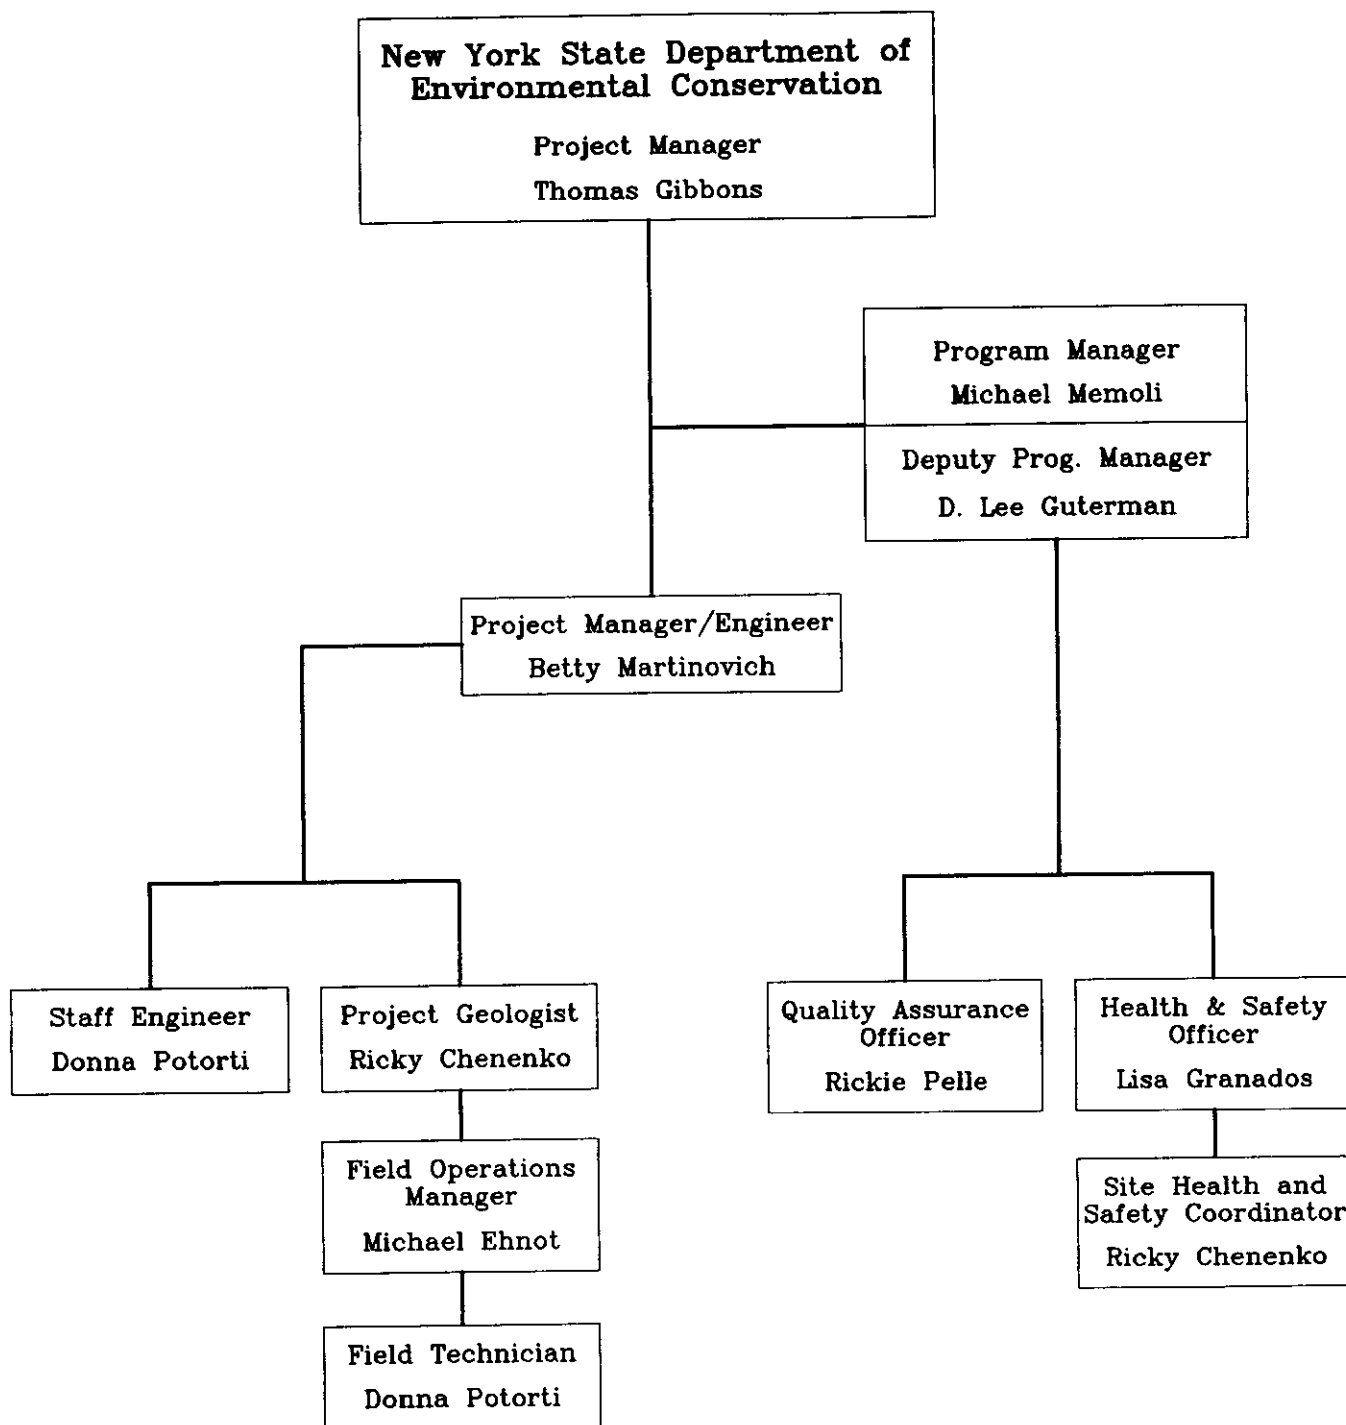 New York State Department of
Environmental Conservation
Project Manager
Thomas Gibbons
Program Manager
Michael Memoli
Deputy Prog. Manager
D. Lee Guterman
Project Manager/Engineer
Betty Martinovich
Staff Engineer
Donna Potorti
Project Geologist
Ricky Chenenko
Quality Assurance
Officer
Rickie Pelle
Health & Safety
Officer
Lisa Granados
Field Operations
Manager
Michael Ehnot
Site Health and
Safety Coordinator
Ricky Chenenko
Field Technician
Donna Potorti